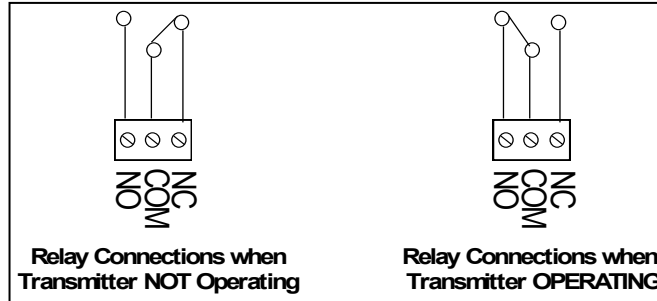 NO
COM
NC
Relay Connections when
Transmitter NOT Operating
NO
COM
NC
Relay Connections when
Transmitter OPERATING